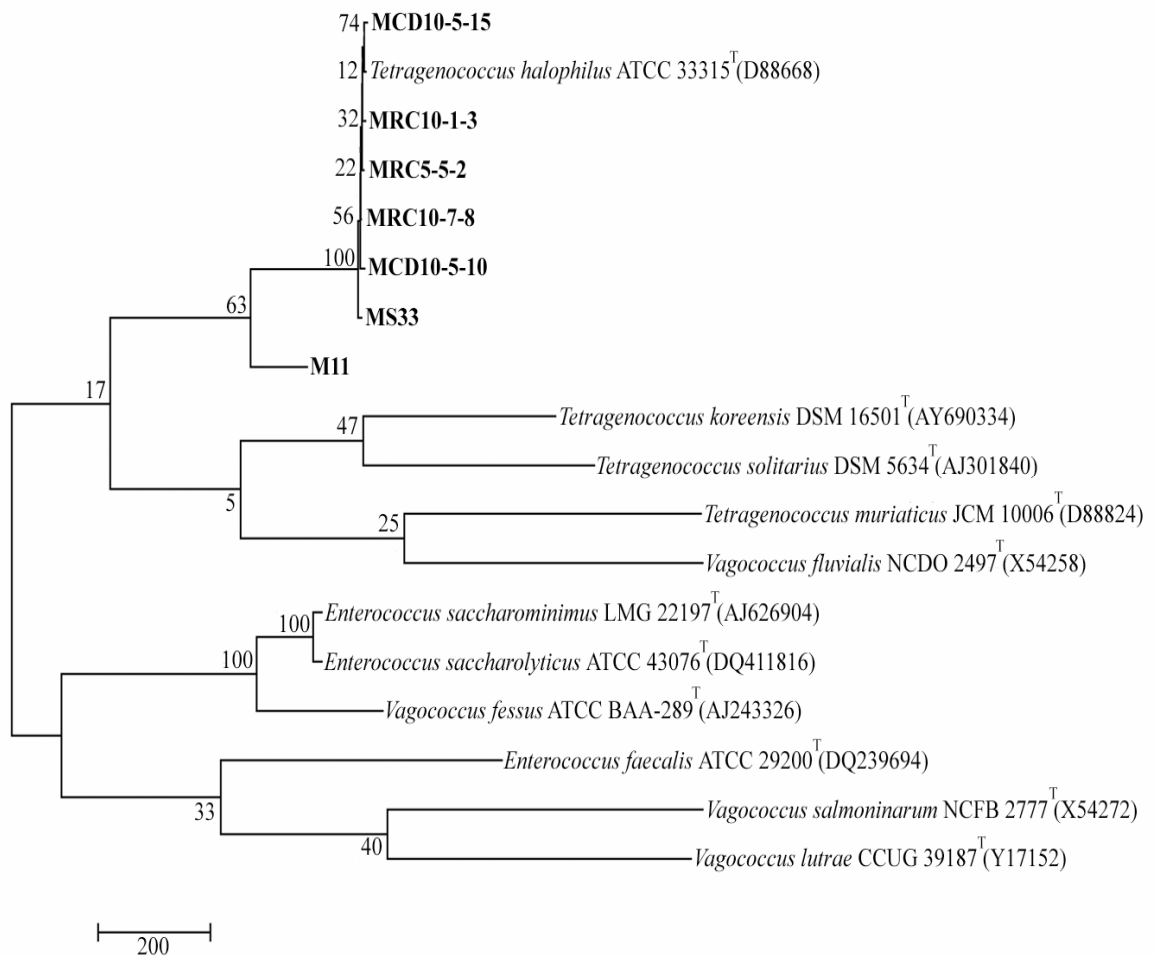 74 MCD10-5-15
12 Tetragenococcus halophilus ATCC 33315T(D88668)
32 MRC10-1-3
22 MRC5-5-2
56 MRC10-7-8
100 MCD10-5-10
63 MS33
M11
17
47 Tetragenococcus koreensis DSM 16501T(AY690334)
Tetragenococcus solitarius DSM 5634T(AJ301840)
5
25 Tetragenococcus muriaticus JCM 10006T(D88824)
Vagococcus fluvialis NCDO 2497T(X54258)
100 Enterococcus saccharominimus LMG 22197T(AJ626904)
100 Enterococcus saccharolyticus ATCC 43076T(DQ411816)
Vagococcus fessus ATCC BAA-289T(AJ243326)
Enterococcus faecalis ATCC 29200T(DQ239694)
33 Vagococcus salmoninarum NCFB 2777T(X54272)
40 Vagococcus lutrae CCUG 39187T(Y17152)
200